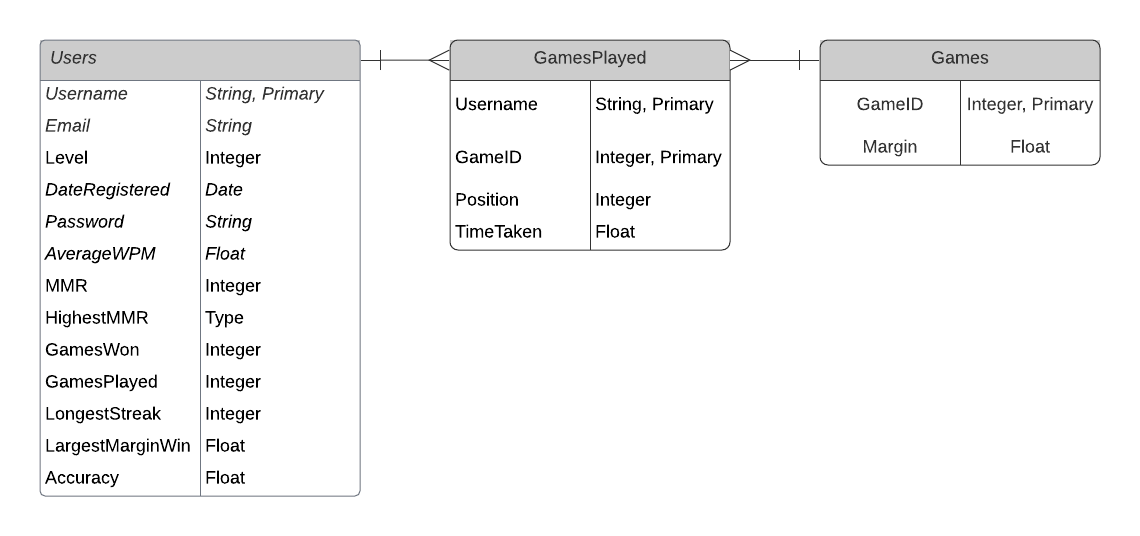 Users
Username String, Primary
Email String
Level Integer
DateRegistered Date
Password String
AverageWPM Float
MMR Integer
HighestMMR Type
GamesWon Integer
GamesPlayed Integer
LongestStreak Integer
LargestMarginWin Float
Accuracy Float
GamesPlayed
Username String, Primary
GameID Integer, Primary
Position Integer
TimeTaken Float
Games
GameID Integer, Primary
Margin Float